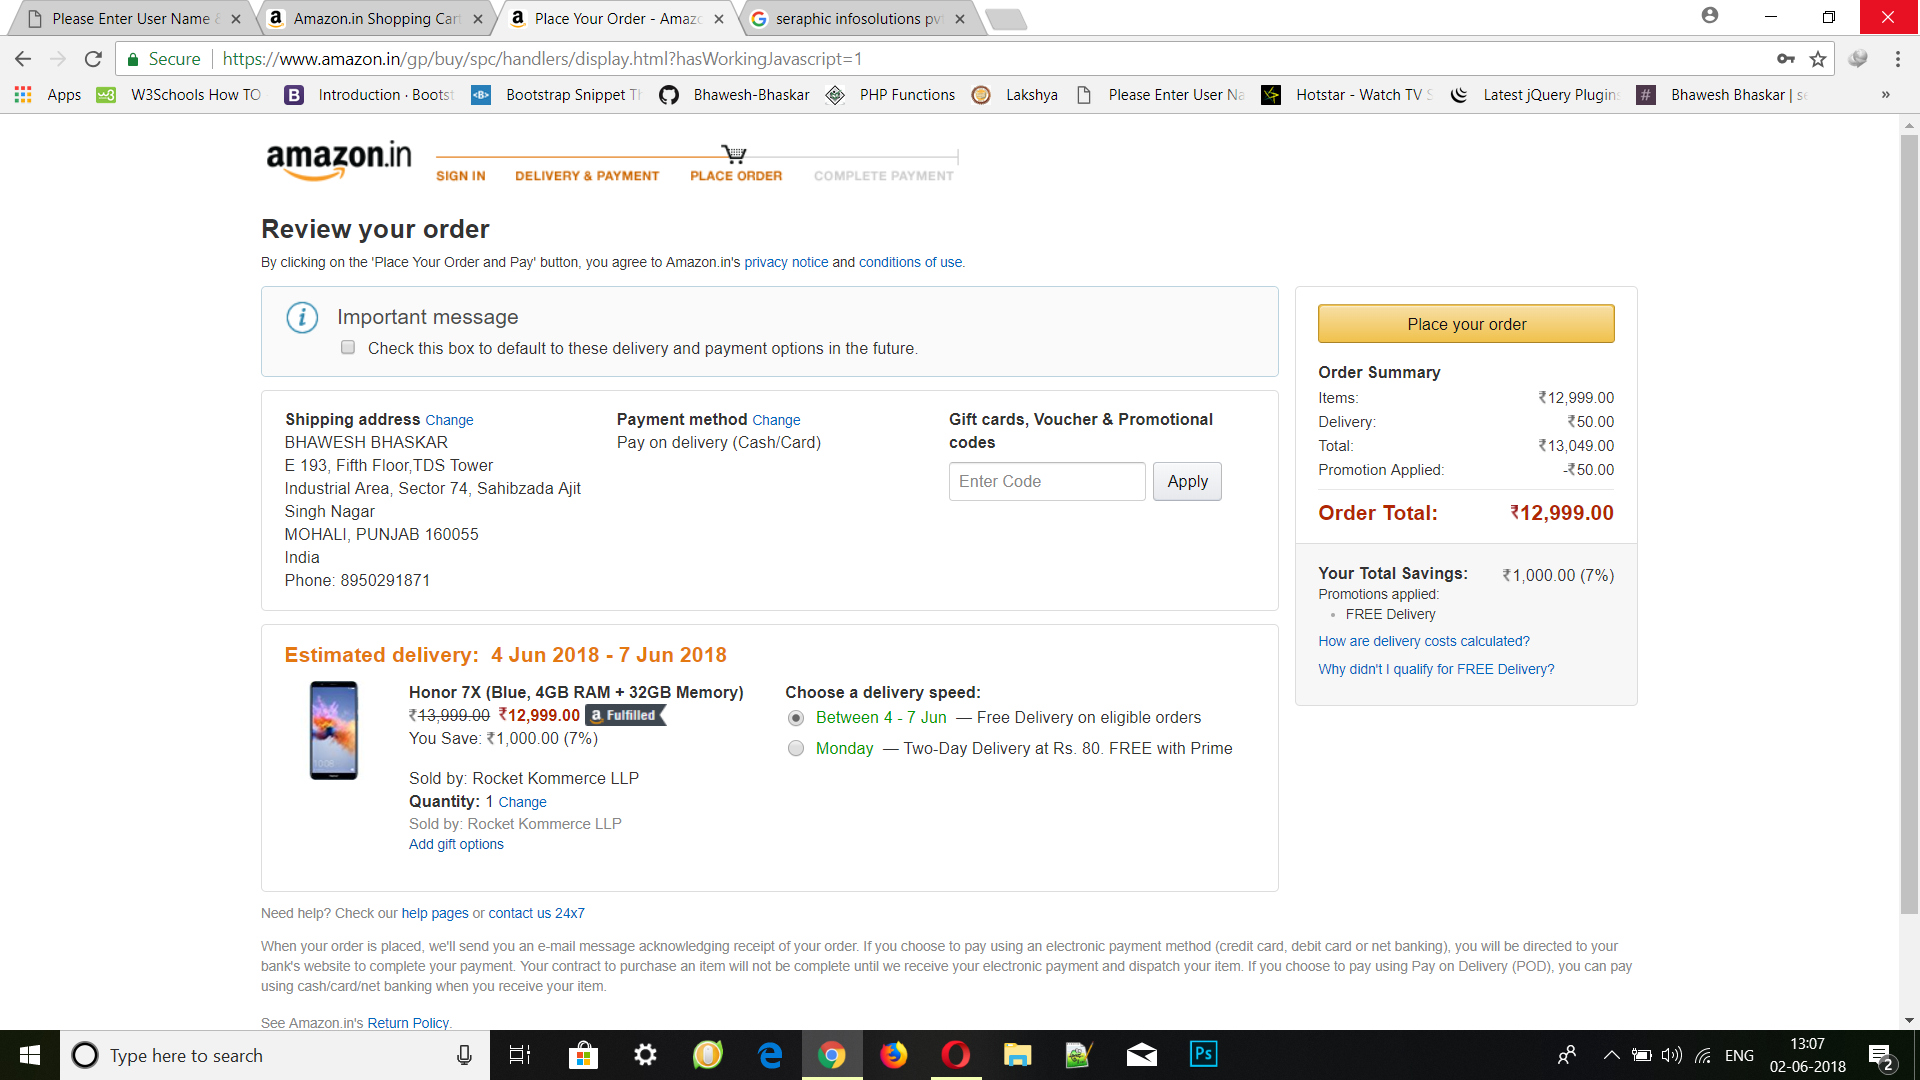 Please Enter User Name &
Amazon.in Shopping Cart
Place Your Order - Amazo
seraphic infosolutions pvt
Secure
https://www.amazon.in/gp/buy/spc/handlers/display.html?hasWorkingJavascript=1
Apps
W3Schools How TO
Introduction · Bootst
Bootstrap Snippet Th
Bhawesh-Bhaskar
PHP Functions
Lakshya
Please Enter User Na
Hotstar - Watch TV S
Latest jQuery Plugins
Bhawesh Bhaskar | se
»
amazon.in
SIGN IN
DELIVERY & PAYMENT
PLACE ORDER
COMPLETE PAYMENT
Review your order
By clicking on the 'Place Your Order and Pay' button, you agree to Amazon.in's privacy notice and conditions of use.
Important message
Check this box to default to these delivery and payment options in the future.
Shipping address Change
BHAWESH BHASKAR
E 193, Fifth Floor,TDS Tower
Industrial Area, Sector 74, Sahibzada Ajit
Singh Nagar
MOHALI, PUNJAB 160055
India
Phone: 8950291871
Payment method Change
Pay on delivery (Cash/Card)
Gift cards, Voucher & Promotional
codes
Enter Code
Apply
Place your order
Order Summary
Items: ₹12,999.00
Delivery: ₹50.00
Total: ₹13,049.00
Promotion Applied: -₹50.00
Order Total: ₹12,999.00
Your Total Savings: ₹1,000.00 (7%)
Promotions applied:
FREE Delivery
How are delivery costs calculated?
Why didn't I qualify for FREE Delivery?
Estimated delivery: 4 Jun 2018 - 7 Jun 2018
10:08
Honor 7X (Blue, 4GB RAM + 32GB Memory)
₹13,999.00 ₹12,999.00 a Fulfilled
You Save: ₹1,000.00 (7%)
Sold by: Rocket Kommerce LLP
Quantity: 1 Change
Sold by: Rocket Kommerce LLP
Add gift options
Choose a delivery speed:
Between 4 - 7 Jun — Free Delivery on eligible orders
Monday — Two-Day Delivery at Rs. 80. FREE with Prime
Need help? Check our help pages or contact us 24x7
When your order is placed, we'll send you an e-mail message acknowledging receipt of your order. If you choose to pay using an electronic payment method (credit card, debit card or net banking), you will be directed to your
bank's website to complete your payment. Your contract to purchase an item will not be complete until we receive your electronic payment and dispatch your item. If you choose to pay using Pay on Delivery (POD), you can pay
using cash/card/net banking when you receive your item.
See Amazon.in's Return Policy.
Type here to search
Ps
ENG
13:07
02-06-2018
2